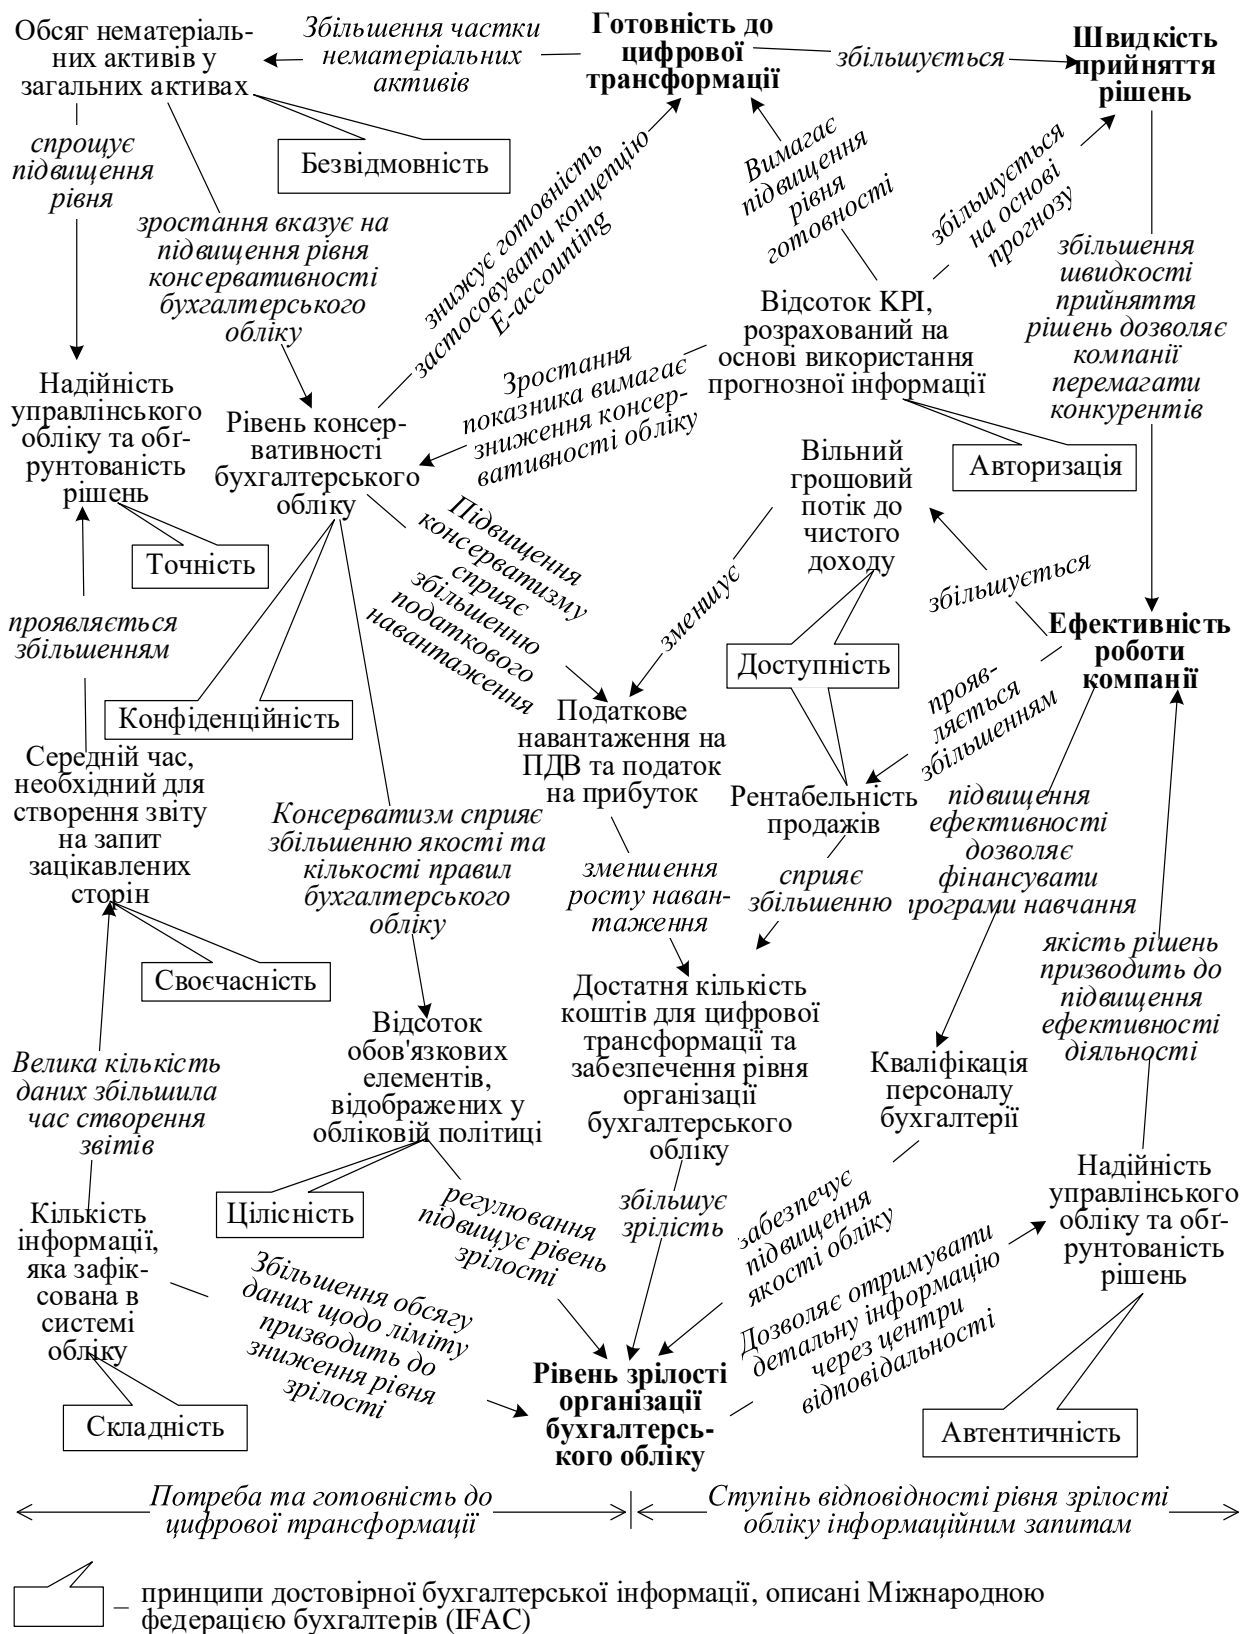 Обсяг нематеріаль-
них активів у
загальних активах
Збільшення частки
нематеріальних
активів
Готовність до
цифрової
трансформації
збільшується
Швидкість
прийняття
рішень
спрощує
підвищення
рівня
Безвідмовність
зростання вказує на
підвищення рівня
консервативності
бухгалтерського
обліку
знижує готовність
застосовувати концепцію
E-accounting
Вимагає
підвищення
рівня
готовності
збільшується
на основі
прогнозу
збільшення
швидкості
прийняття
рішень дозволяє
компанії
перемагати
конкурентів
Відсоток KPI,
розрахований на
основі використання
прогнозної інформації
Зростання
показника вимагає
зниження консер-
вативності обліку
Надійність
управлінського
обліку та обґ-
рунтованість
рішень
Рівень консер-
вативності
бухгалтерського
обліку
Авторизація
Вільний
грошовий
потік до
чистого
доходу
Точність
Підвищення
консерватизму
сприяє
збільшенню
податкового
навантаження
зменшує
збільшується
проявляється
збільшенням
Ефективність
роботи
компанії
Доступність
Конфіденційність
прояв-
ляється
збільшенням
Податкове
навантаження на
ПДВ та податок
на прибуток
Середній час,
необхідний для
створення звіту
на запит
зацікавлених
сторін
Рентабельність
продажів
Консерватизм сприяє
збільшенню якості та
кількості правил
бухгалтерського
обліку
підвищення
ефективності
дозволяє
фінансувати
програми навчання
зменшення
росту наван-
таження
сприяє
збільшенню
якість рішень
призводить до
підвищення
ефективності
діяльності
Своєчасність
Достатня кількість
коштів для цифрової
трансформації та
забезпечення рівня
організації
бухгалтерського
обліку
Відсоток
обов'язкових
елементів,
відображених у
обліковій політиці
Кваліфікація
персоналу
бухгалтерії
Велика кількість
даних збільшила
час створення
звітів
Надійність
управлінського
обліку та обґ-
рунтованість
рішень
Цілісність
регулювання
підвищує рівень
зрілості
збільшує
зрілість
забезпечує
підвищення
якості обліку
Кількість
інформації,
яка зафік-
сована в
системі
обліку
Збільшення обсягу
даних щодо ліміту
призводить до
зниження рівня
зрілості
Дозволяє отримувати
детальну інформацію
через центри
відповідальності
Рівень зрілості
організації
бухгалтерсь-
кого обліку
Складність
Автентичність
Потреба та готовність до
цифрової трансформації
Ступінь відповідності рівня зрілості
обліку інформаційним запитам
– принципи достовірної бухгалтерської інформації, описані Міжнародною
федерацією бухгалтерів (IFAC)